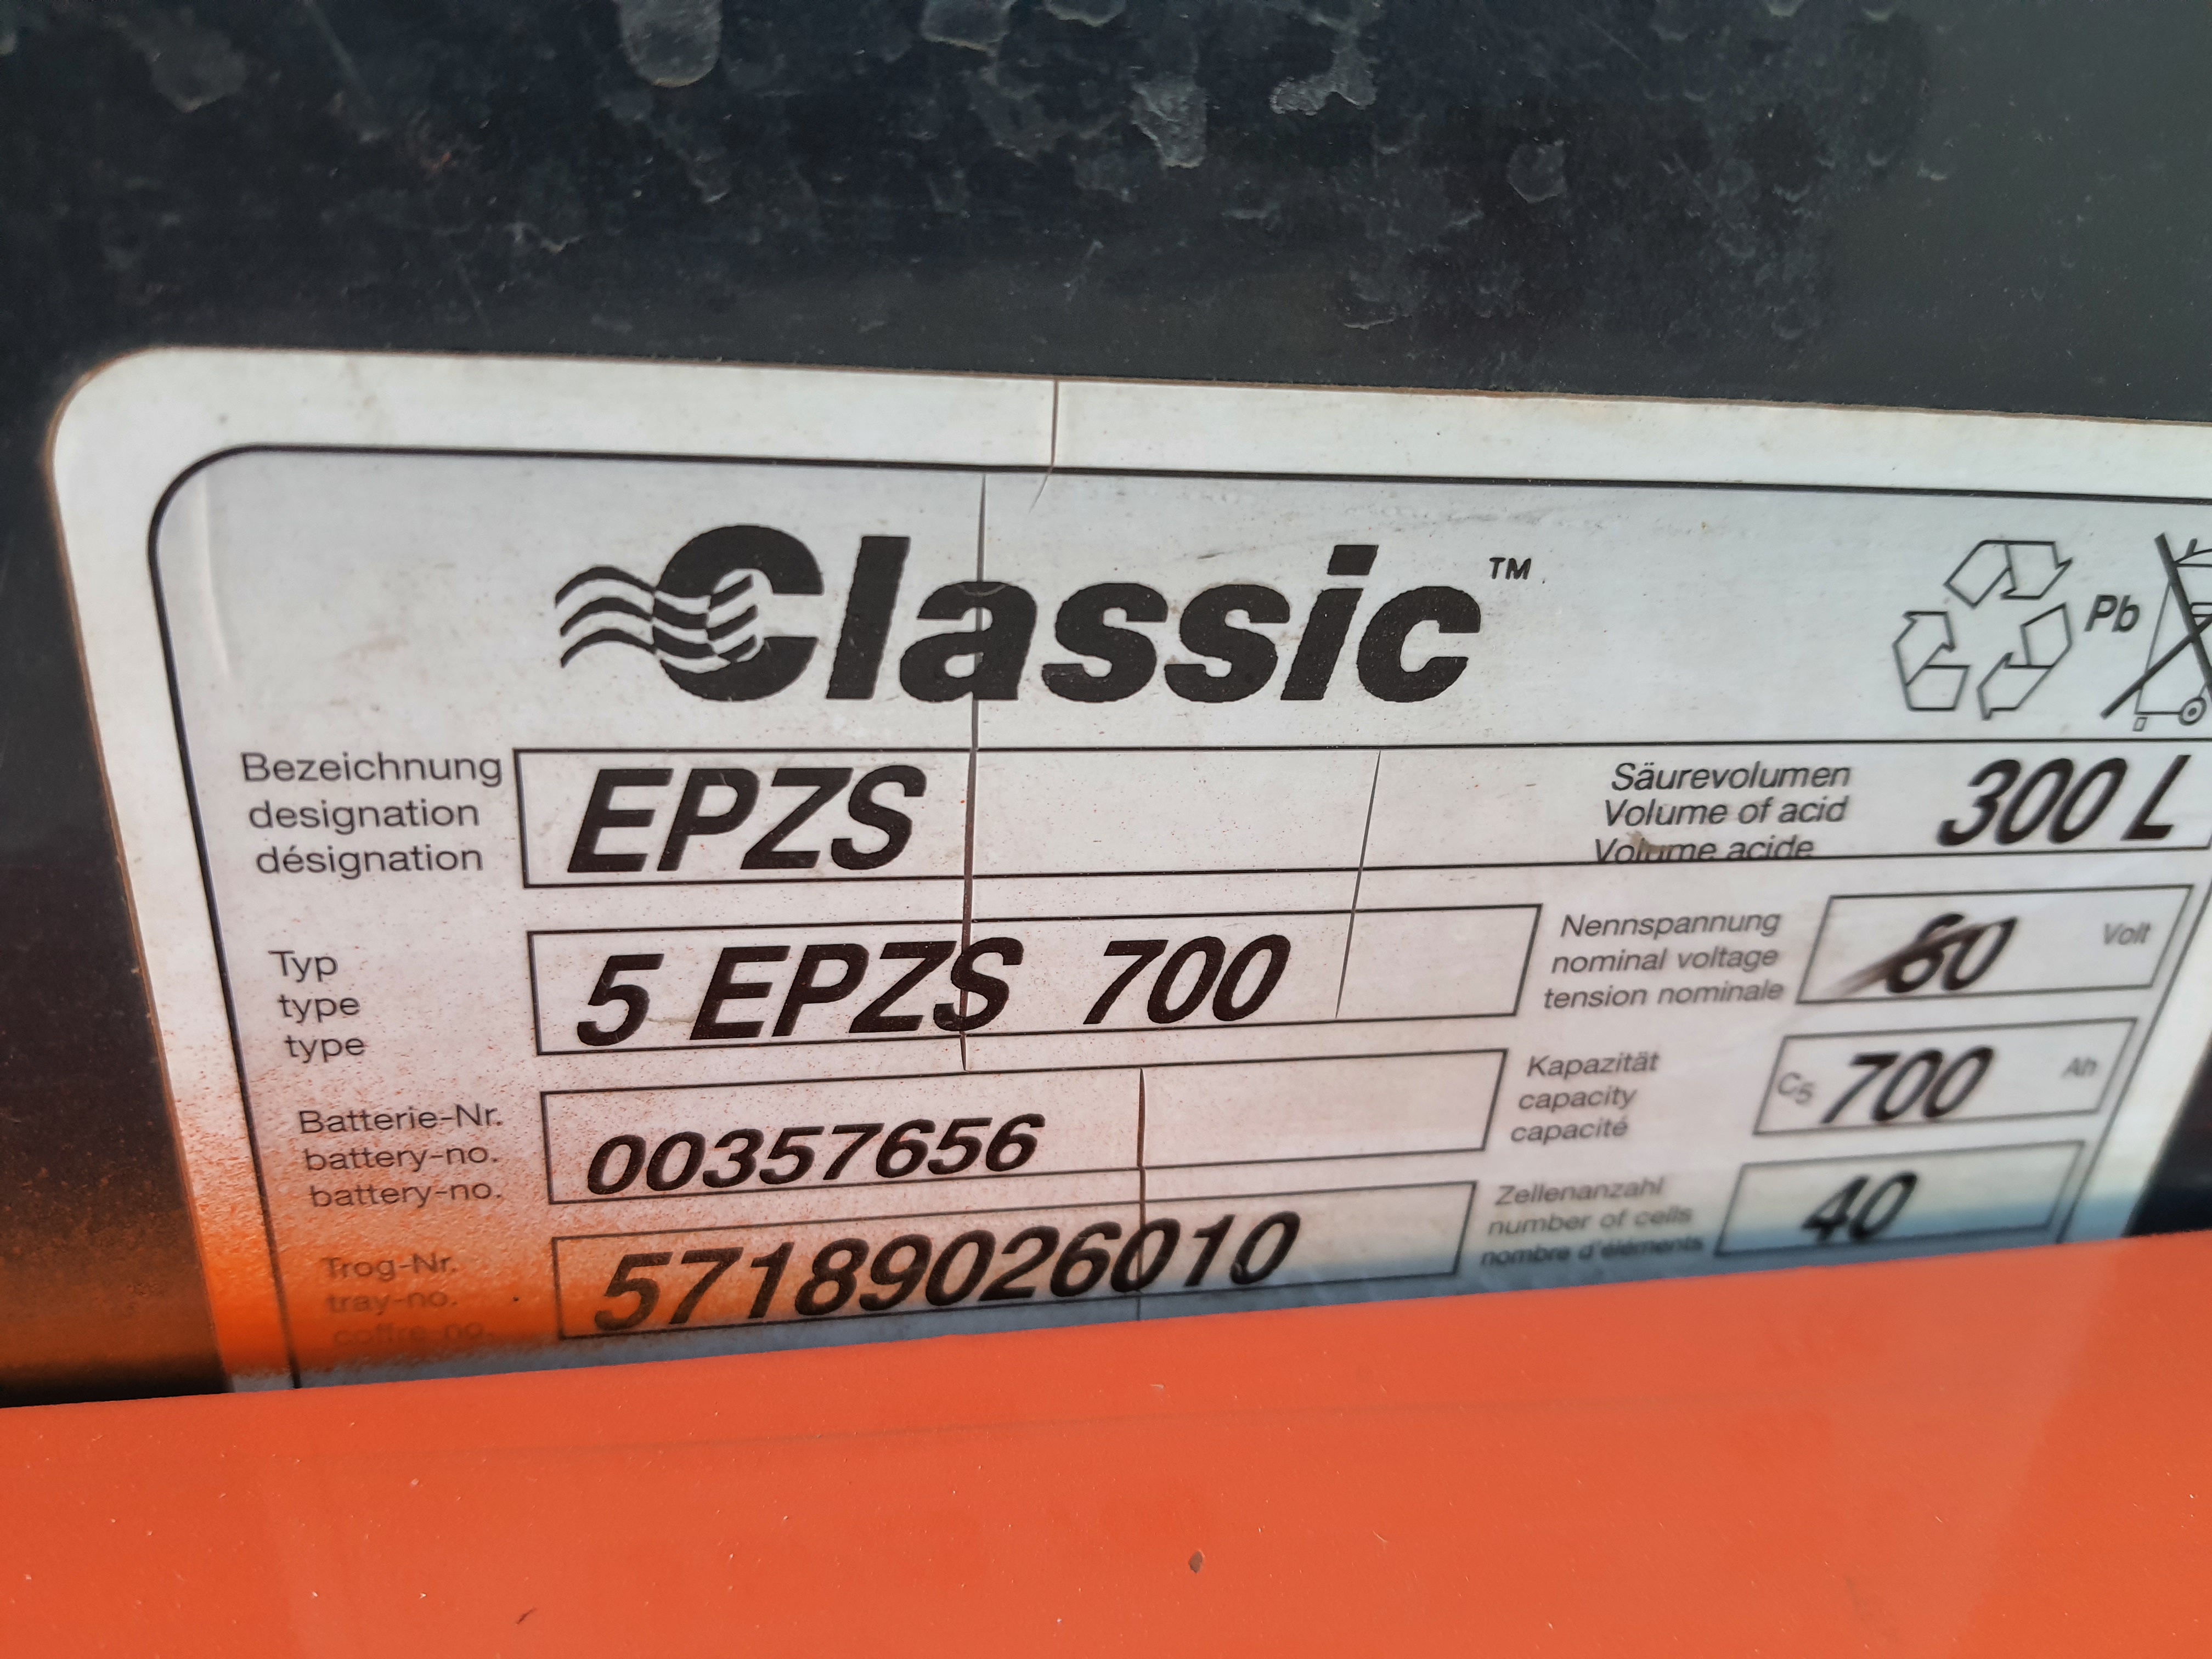 Classic™
Pb
Bezeichnung
designation
désignation
EPZS
Säurevolumen
Volume of acid
Volume acide
300 L
Typ
type
type
5 EPZS 700
Nennspannung
nominal voltage
tension nominale
Volt
Batterie-Nr.
battery-no.
battery-no.
00357656
Kapazität
capacity
capacité
C5 700 Ah
Trog-Nr.
tray-no.
coffre no.
57189026010
Zellenanzahl
number of cells
nombre d'éléments
40